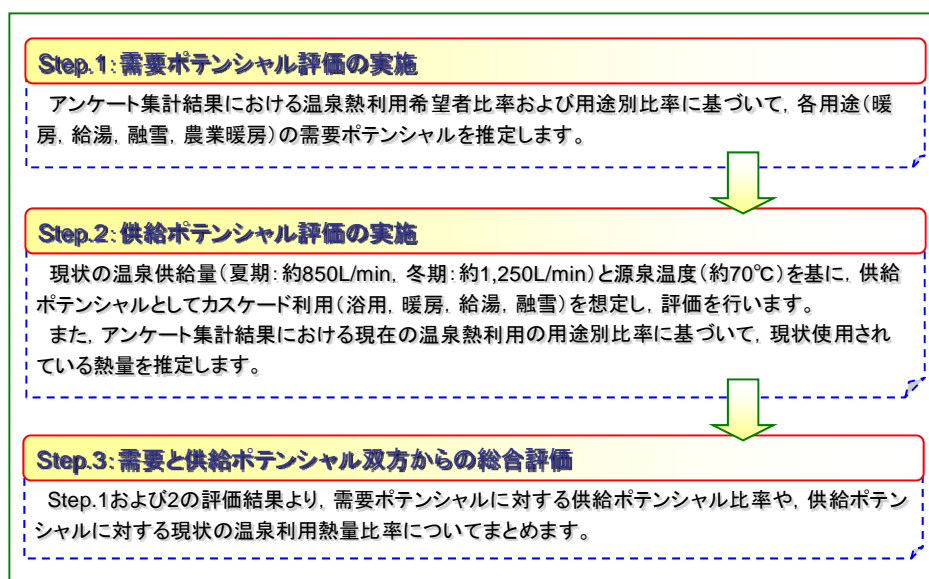 Step.1:需要ポテンシャル評価の実施
アンケート集計結果における温泉熱利用希望者比率および用途別比率に基づいて，各用途（暖
房，給湯，融雪，農業暖房）の需要ポテンシャルを推定します。
Step.2:供給ポテンシャル評価の実施
現状の温泉供給量（夏期：約850L/min，冬期：約1,250L/min）と源泉温度（約70℃）を基に，供給
ポテンシャルとしてカスケード利用（浴用，暖房，給湯，融雪）を想定し，評価を行います。
また，アンケート集計結果における現在の温泉熱利用の用途別比率に基づいて，現状使用され
ている熱量を推定します。
Step.3:需要と供給ポテンシャル双方からの総合評価
Step.1および2の評価結果より，需要ポテンシャルに対する供給ポテンシャル比率や，供給ポテン
シャルに対する現状の温泉利用熱量比率についてまとめます。